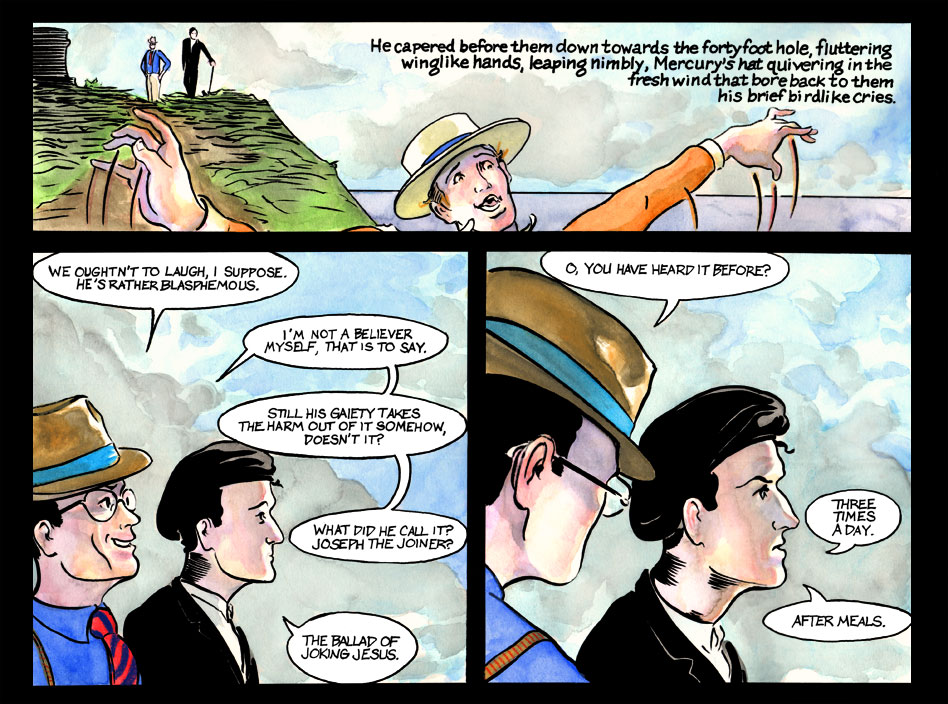 He capered before them down towards the fortyfoot hole, fluttering
winglike hands, leaping nimbly, Mercury's hat quivering in the
fresh wind that bore back to them
his brief birdlike cries.
WE OUGHTN'T TO LAUGH, I SUPPOSE.
HE'S RATHER BLASPHEMOUS.
I'M NOT A BELIEVER
MYSELF, THAT IS TO SAY.
STILL HIS GAIETY TAKES
THE HARM OUT OF IT SOMEHOW,
DOESN'T IT?
WHAT DID HE CALL IT?
JOSEPH THE JOINER?
THE BALLAD OF
JOKING JESUS.
O, YOU HAVE HEARD IT BEFORE?
THREE
TIMES
A DAY.
AFTER MEALS.